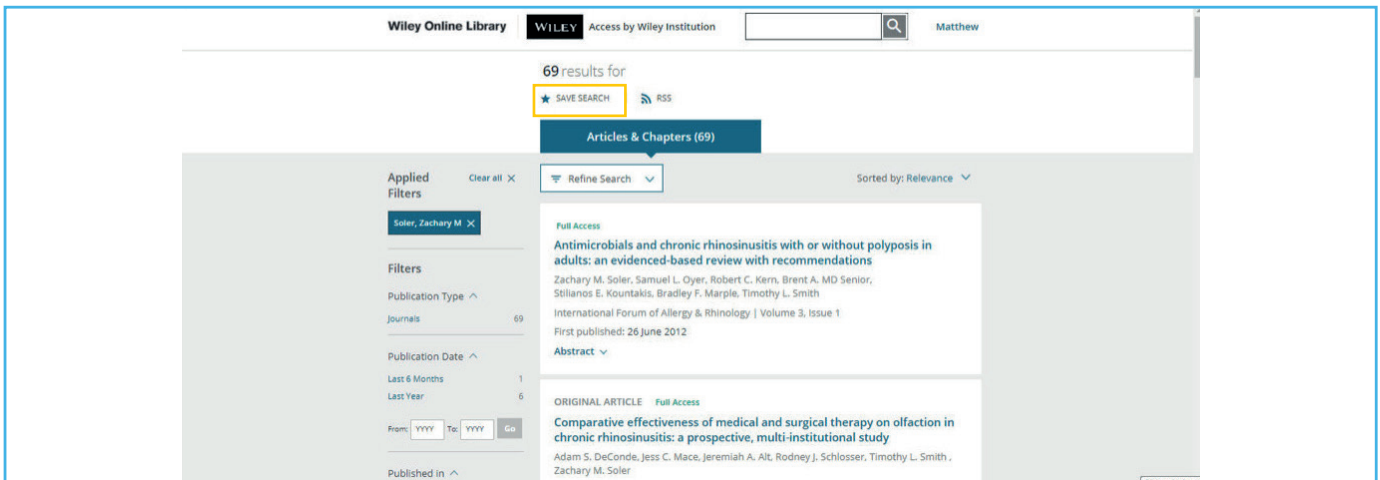 Wiley Online Library
WILEY Access by Wiley Institution
Matthew
69 results for
SAVE SEARCH
RSS
Articles & Chapters (69)
Applied Filters
Clear all X
Soler, Zachary M X
Filters
Publication Type
Journals 69
Publication Date
Last 6 Months 1
Last Year 6
From: YYYY To: YYYY Go
Published in
Refine Search
Sorted by: Relevance
Full Access
Antimicrobials and chronic rhinosinusitis with or without polyposis in
adults: an evidenced-based review with recommendations
Zachary M. Soler, Samuel L. Oyer, Robert C. Kern, Brent A. MD Senior,
Stilianos E. Kountakis, Bradley F. Marple, Timothy L. Smith
International Forum of Allergy & Rhinology | Volume 3, Issue 1
First published: 26 June 2012
Abstract
ORIGINAL ARTICLE Full Access
Comparative effectiveness of medical and surgical therapy on olfaction in
chronic rhinosinusitis: a prospective, multi-institutional study
Adam S. DeConde, Jess C. Mace, Jeremiah A. Alt, Rodney J. Schlosser, Timothy L. Smith ,
Zachary M. Soler